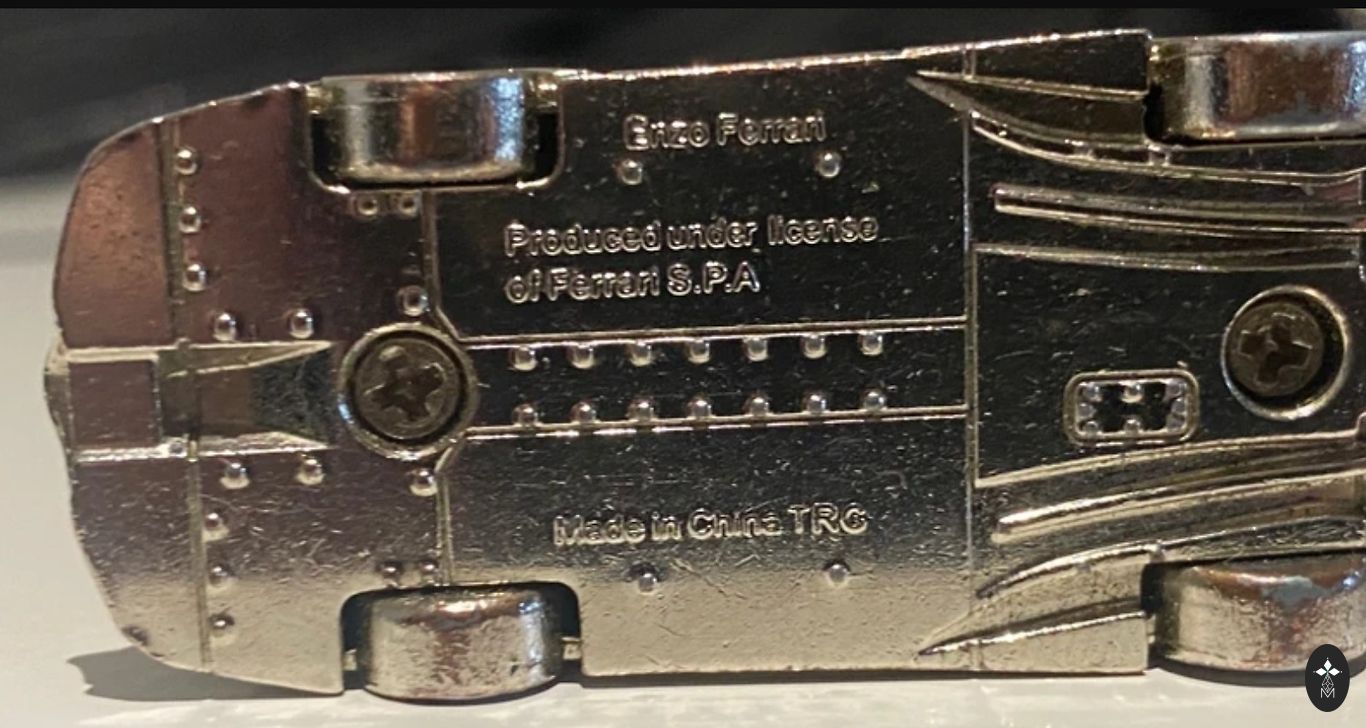 Enzo Ferrari
Produced under license
of Ferrari S.P.A
Made in China TRC
M